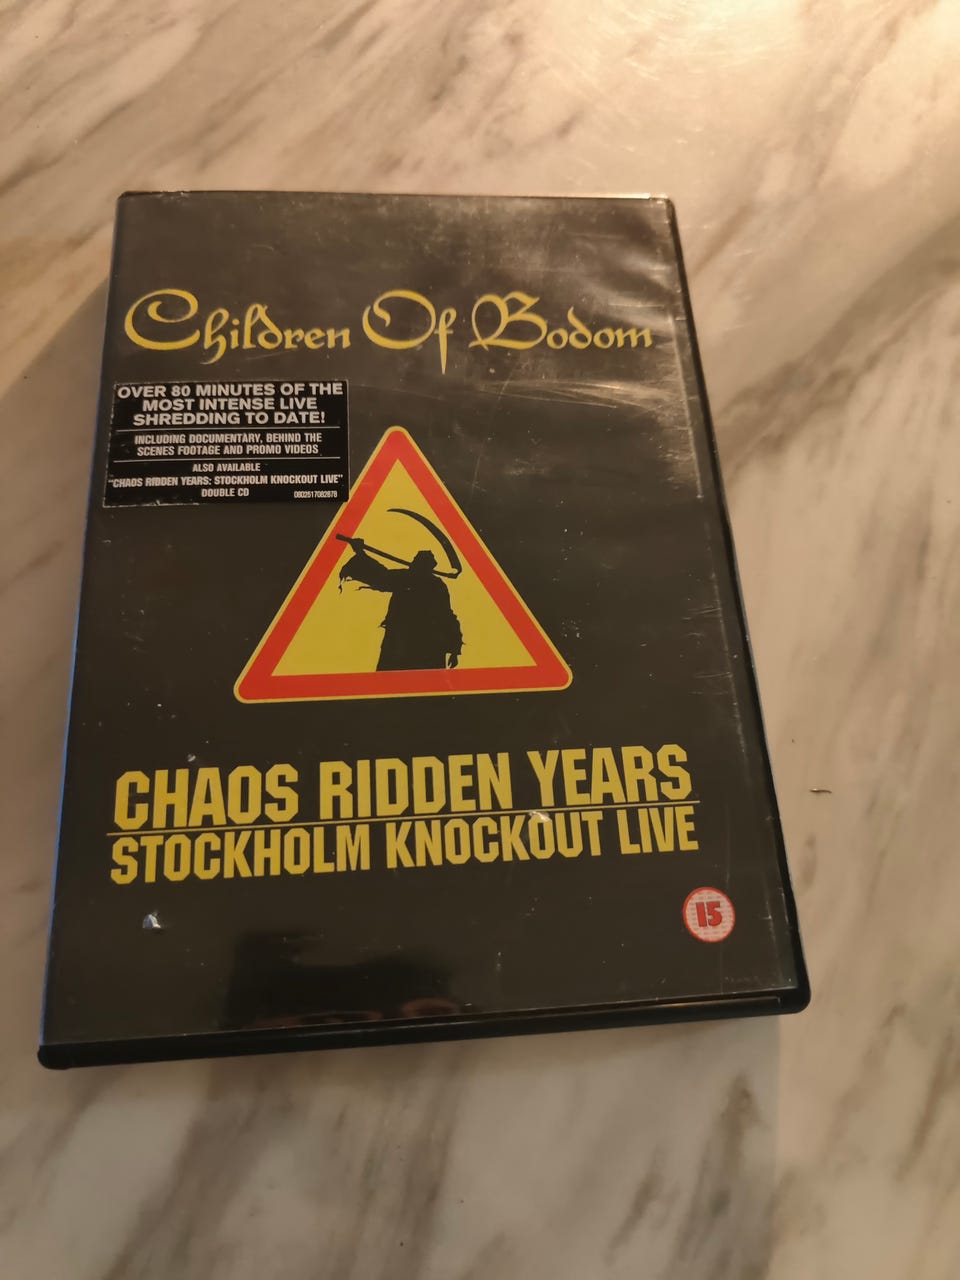 Children Of Bodom
OVER 80 MINUTES OF THE
MOST INTENSE LIVE
SHREDDING TO DATE!
INCLUDING DOCUMENTARY, BEHIND THE
SCENES FOOTAGE AND PROMO VIDEOS
ALSO AVAILABLE
"CHAOS RIDDEN YEARS: STOCKHOLM KNOCKOUT LIVE"
DOUBLE CD
0602517082878
CHAOS RIDDEN YEARS
STOCKHOLM KNOCKOUT LIVE
15